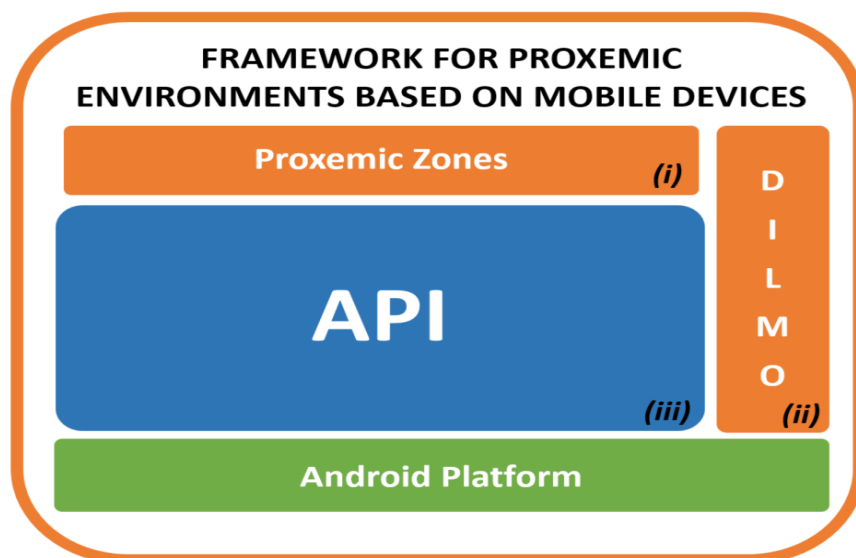 FRAMEWORK FOR PROXEMIC
ENVIRONMENTS BASED ON MOBILE DEVICES
Proxemic Zones
(i)
D
I
L
M
O
(ii)
API
(iii)
Android Platform